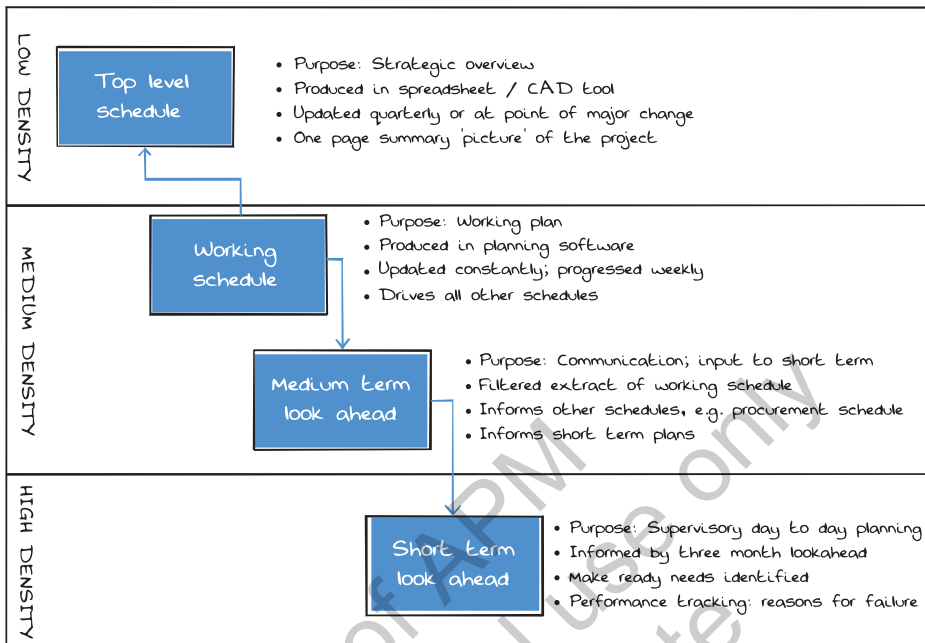 LOW DENSITY
Top level
schedule
• Purpose: Strategic overview
• Produced in spreadsheet / CAD tool
• Updated quarterly or at point of major change
• One page summary 'picture' of the project
MEDIUM DENSITY
Working
schedule
• Purpose: Working plan
• Produced in planning software
• Updated constantly; progressed weekly
• Drives all other schedules
Medium term
look ahead
• Purpose: Communication; input to short term
• Filtered extract of working schedule
• Informs other schedules, e.g. procurement schedule
• Informs short term plans
HIGH DENSITY
Short term
look ahead
• Purpose: Supervisory day to day planning
• Informed by three month lookahead
• Make ready needs identified
• Performance tracking: reasons for failure
of APM
use only